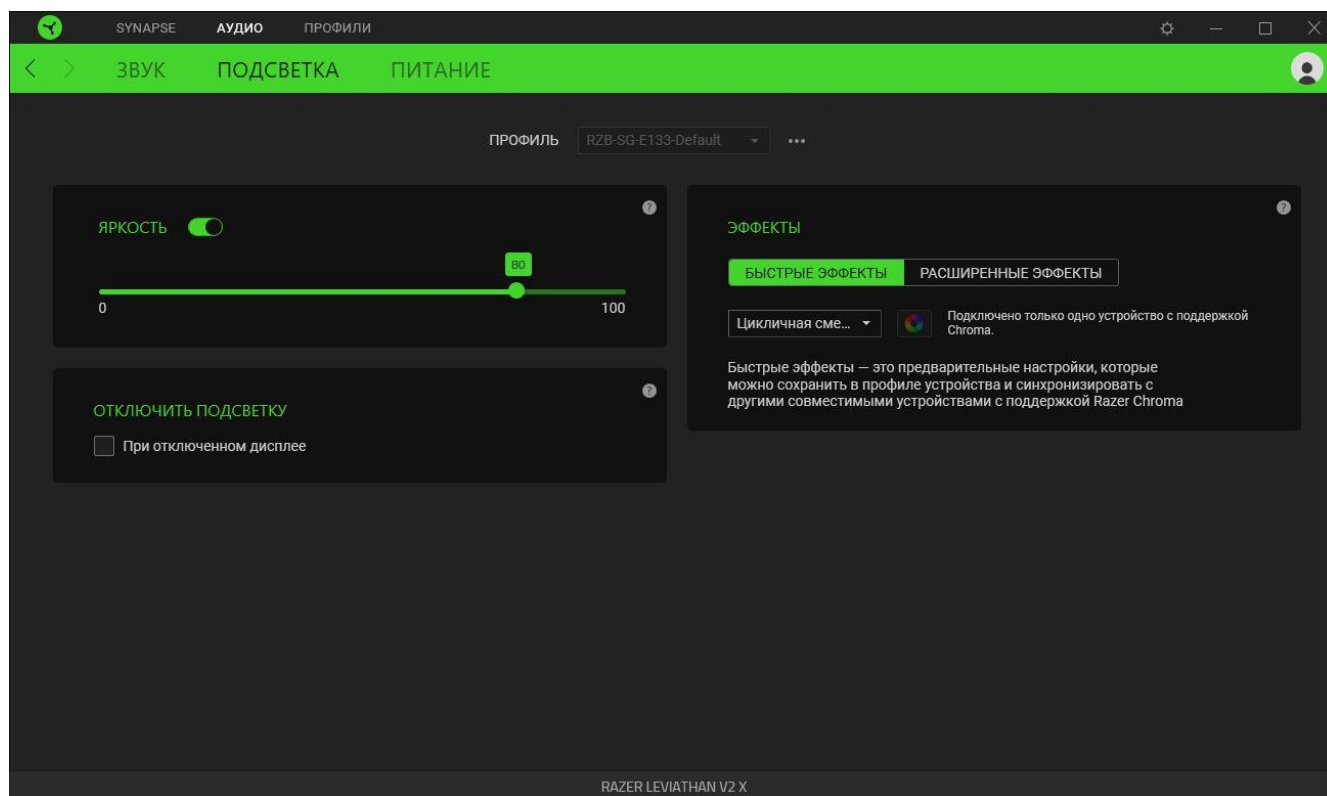 SYNAPSE АУДИО ПРОФИЛИ
ЗВУК ПОДСВЕТКА ПИТАНИЕ
ПРОФИЛЬ RZB-SG-E133-Default
ЯРКОСТЬ
80
0 100
ОТКЛЮЧИТЬ ПОДСВЕТКУ
При отключенном дисплее
ЭФФЕКТЫ
БЫСТРЫЕ ЭФФЕКТЫ РАСШИРЕННЫЕ ЭФФЕКТЫ
Цикличная сме...
Подключено только одно устройство с поддержкой
Chroma.
Быстрые эффекты — это предварительные настройки, которые
можно сохранить в профиле устройства и синхронизировать с
другими совместимыми устройствами с поддержкой Razer Chroma
RAZER LEVIATHAN V2 X